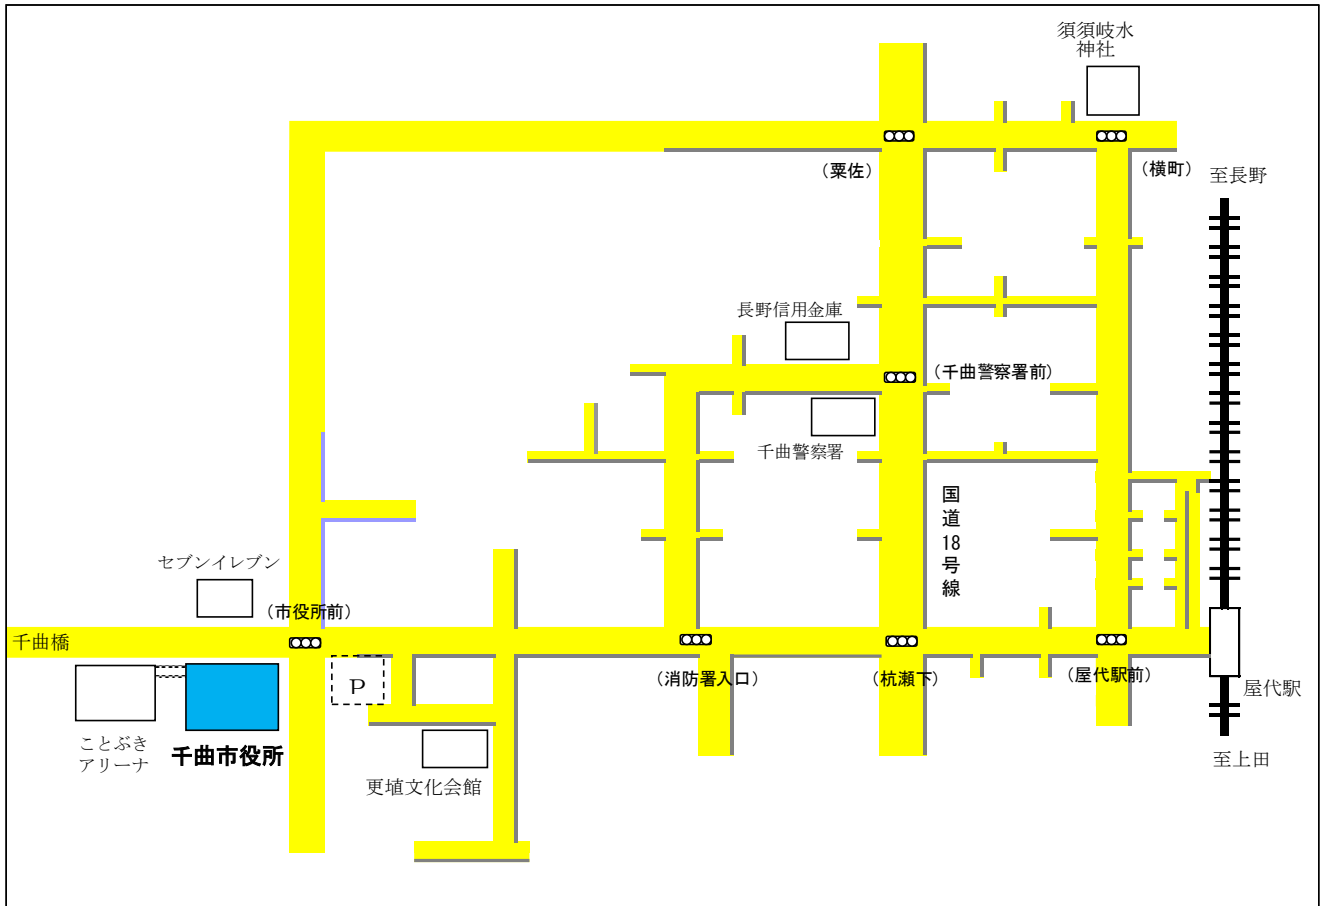 須須岐水
神社
（粟佐）
（横町）
至長野
長野信用金庫
（千曲警察署前）
千曲警察署
国道18号線
セブンイレブン
（市役所前）
千曲橋
P
（消防署入口）
（杭瀬下）
（屋代駅前）
屋代駅
ことぶき
アリーナ
千曲市役所
更埴文化会館
至上田